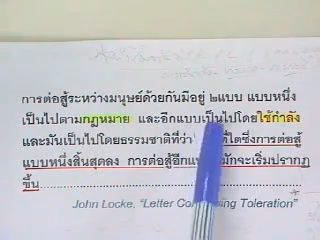 การต่อสู้ระหว่างมนุษย์ด้วยกันมีอยู่ ๒แบบ แบบหนึ่ง
เป็นไปตามกฎหมาย และอีกแบบเป็นไปโดยใช้กำลัง
และมันเป็นไปโดยธรรมชาติที่ว่า ที่ใดซึ่งการต่อสู้
แบบหนึ่งสิ้นสุดลง การต่อสู้อีกแบบ มักจะเริ่มปรากฏ
ขึ้น
John Locke, "Letter Toleration"